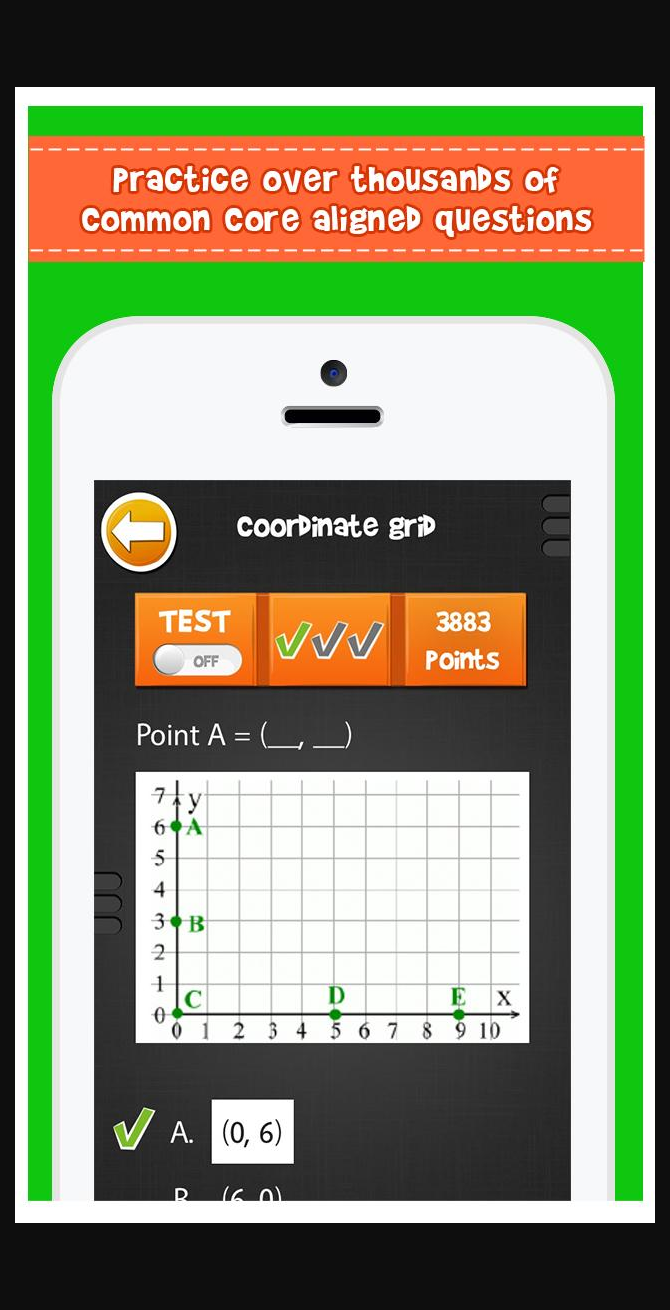 Practice over thousands of
common core aligned questions
coordinate grid
TEST
OFF
3883
Points
Point A = (__, __)
7
y
6
A
5
4
3
B
2
1
C
D
E
x
0
0 1 2 3 4 5 6 7 8 9 10
A. (0, 6)
B. (6, 0)